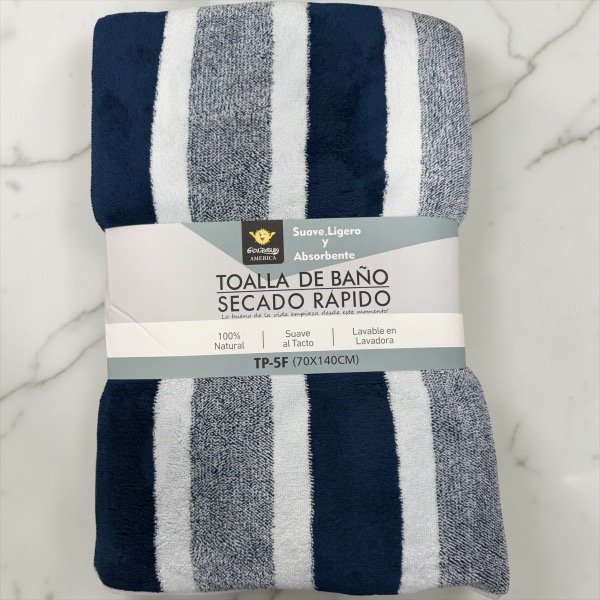 Suave,Ligero
y
Absorbente
AMERICA
TOALLA DE BAÑO
SECADO RAPIDO
Lo bueno de la vida empieza desde este momento!
100% Natural
Suave al Tacto
Lavable en Lavadora
TP-5F (70X140CM)